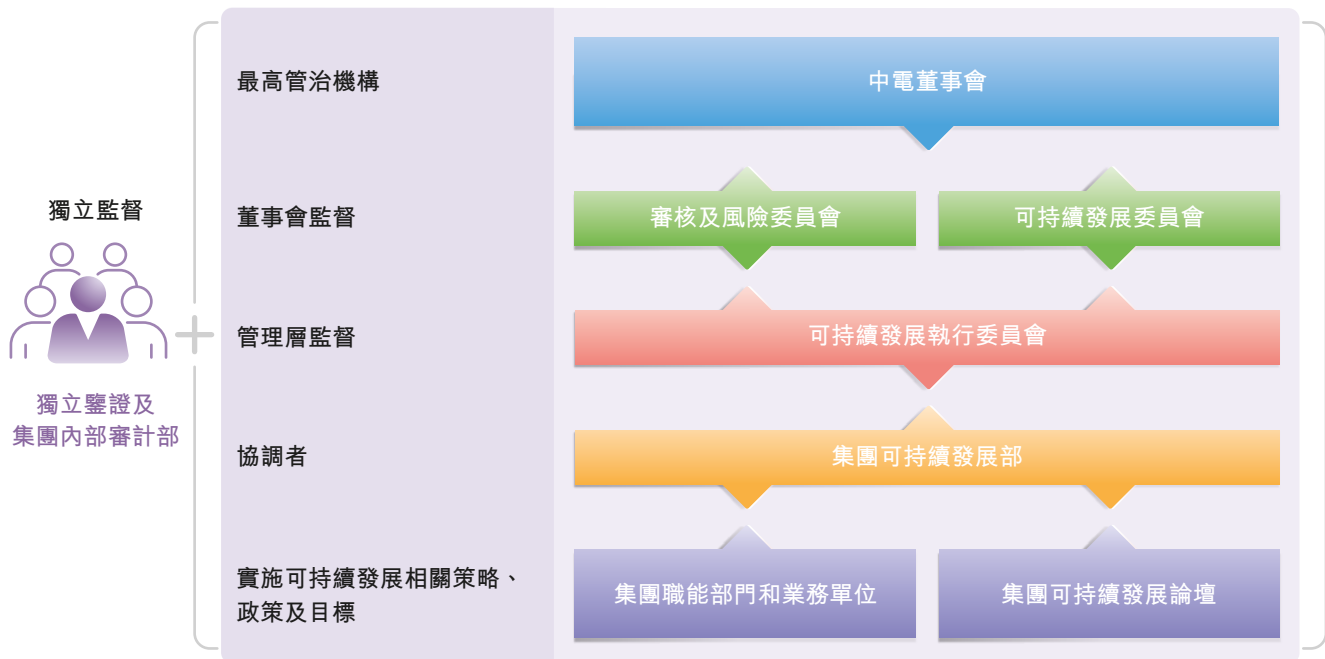 獨立監督
獨立鑒證及
集團內部審計部
最高管治機構
中電董事會
董事會監督
審核及風險委員會
可持續發展委員會
管理層監督
可持續發展執行委員會
協調者
集團可持續發展部
實施可持續發展相關策略、
政策及目標
集團職能部門和業務單位
集團可持續發展論壇